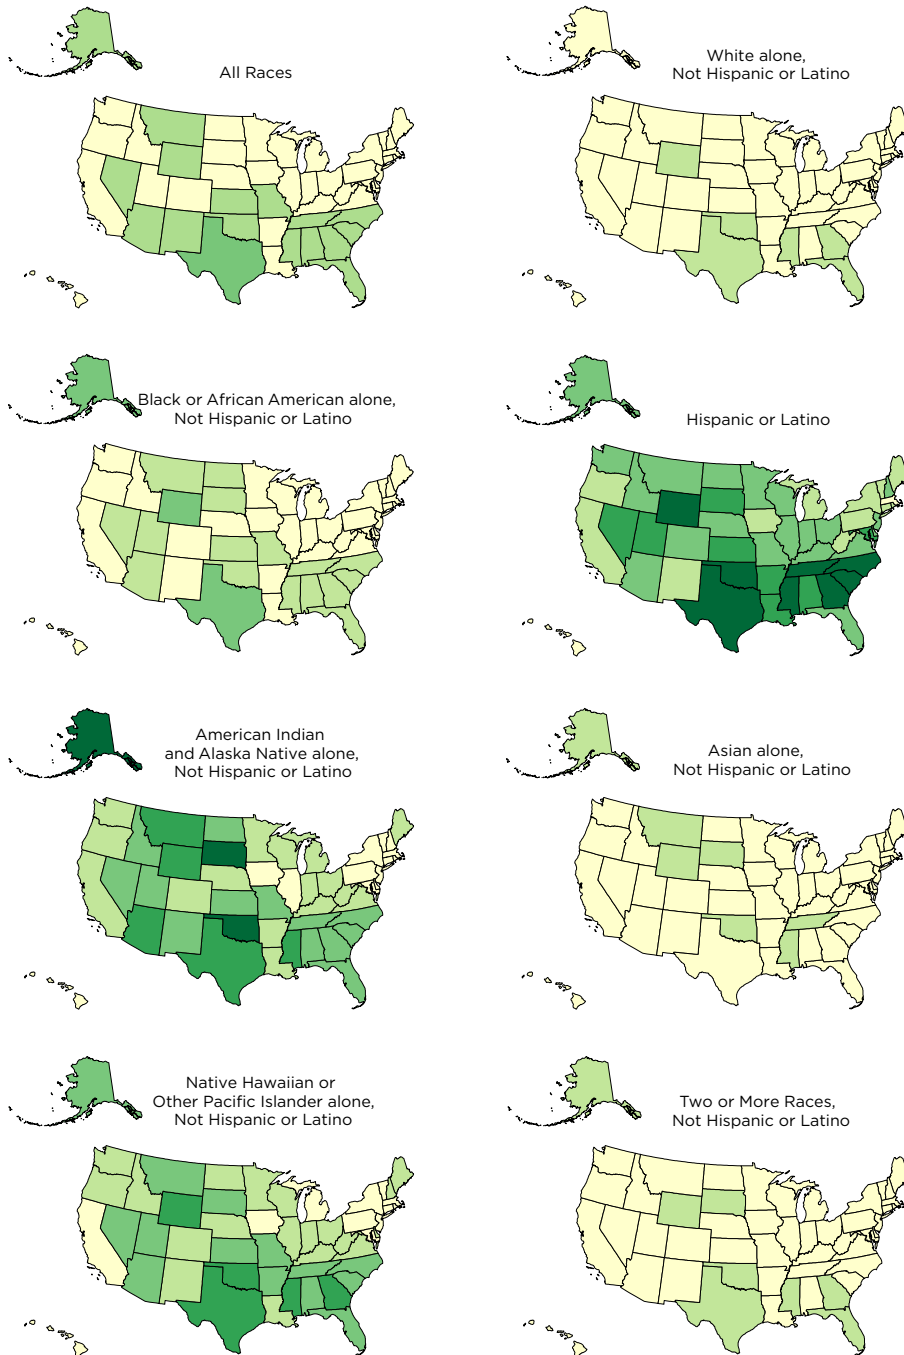 All Races
White alone,
Not Hispanic or Latino
Black or African American alone,
Not Hispanic or Latino
Hispanic or Latino
American Indian
and Alaska Native alone,
Not Hispanic or Latino
Asian alone,
Not Hispanic or Latino
Native Hawaiian or
Other Pacific Islander alone,
Not Hispanic or Latino
Two or More Races,
Not Hispanic or Latino